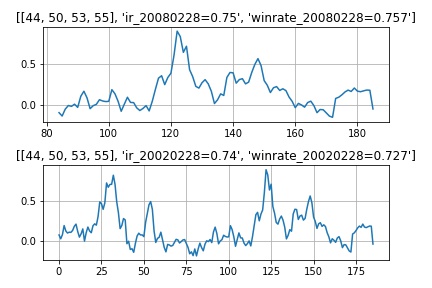 [[44, 50, 53, 55], 'ir_20080228=0.75', 'winrate_20080228=0.757']
0.5
0.0
80 100 120 140 160 180
[[44, 50, 53, 55], 'ir_20020228=0.74', 'winrate_20020228=0.727']
0.5
0.0
0 25 50 75 100 125 150 175